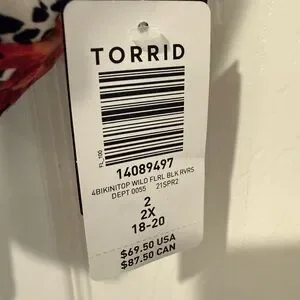 TORRID
FL_100
14089497
4BIKINITOP WILD FLRL BLK RVRS
DEPT 0055 21SPR2
2
2X
18-20
$69.50 USA
$87.50 CAN